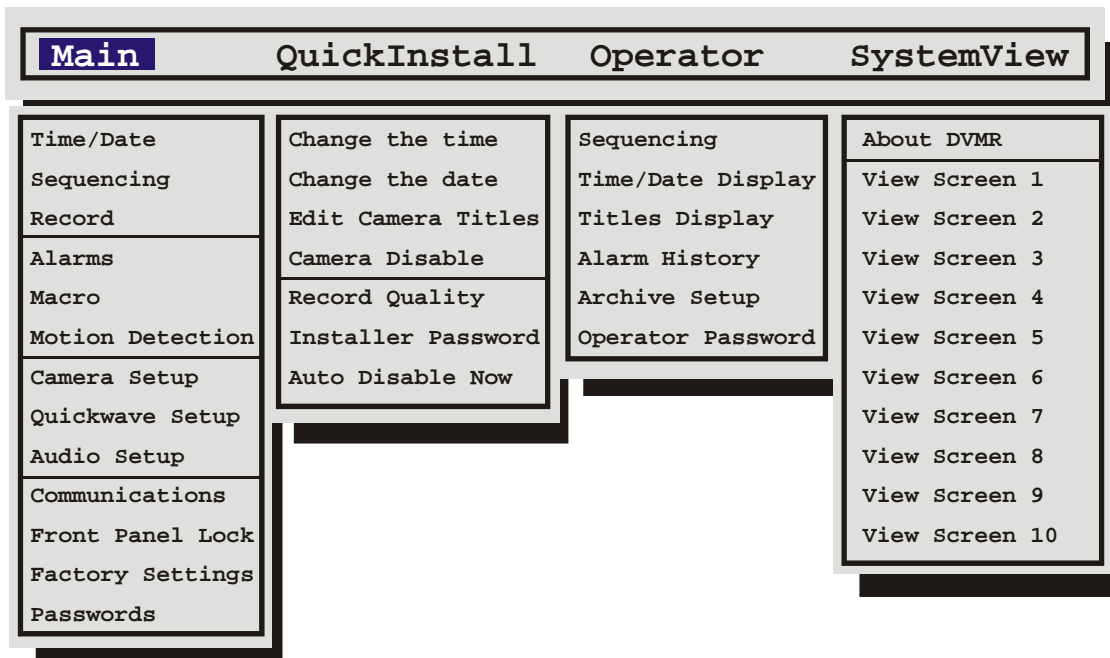 Main QuickInstall Operator SystemView
Time/Date
Sequencing
Record
Alarms
Macro
Motion Detection
Camera Setup
Quickwave Setup
Audio Setup
Communications
Front Panel Lock
Factory Settings
Passwords
Change the time
Change the date
Edit Camera Titles
Camera Disable
Record Quality
Installer Password
Auto Disable Now
Sequencing
Time/Date Display
Titles Display
Alarm History
Archive Setup
Operator Password
About DVMR
View Screen 1
View Screen 2
View Screen 3
View Screen 4
View Screen 5
View Screen 6
View Screen 7
View Screen 8
View Screen 9
View Screen 10